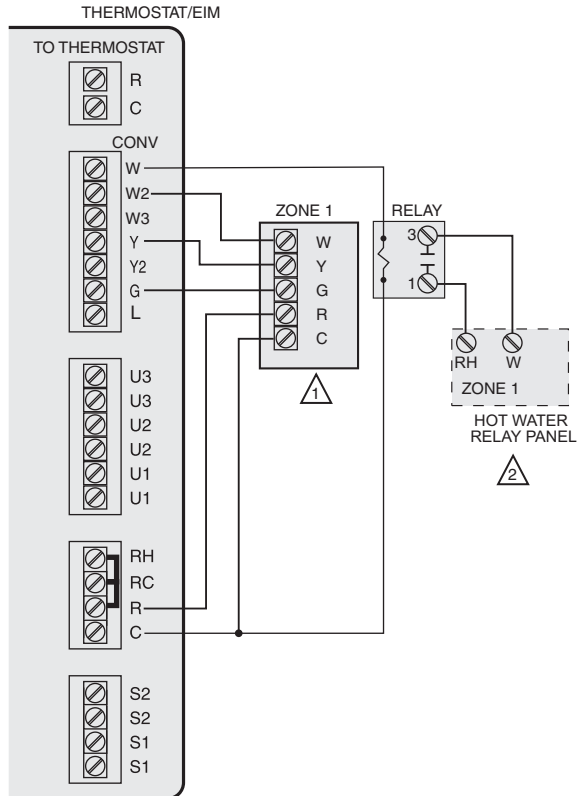 THERMOSTAT/EIM
TO THERMOSTAT
R
C
CONV
W
W2
W3
Y
Y2
G
L
U3
U3
U2
U2
U1
U1
RH
RC
R
C
S2
S2
S1
S1
ZONE 1
W
Y
G
R
C
1
RELAY
3
1
RH W
ZONE 1
HOT WATER
RELAY PANEL
2